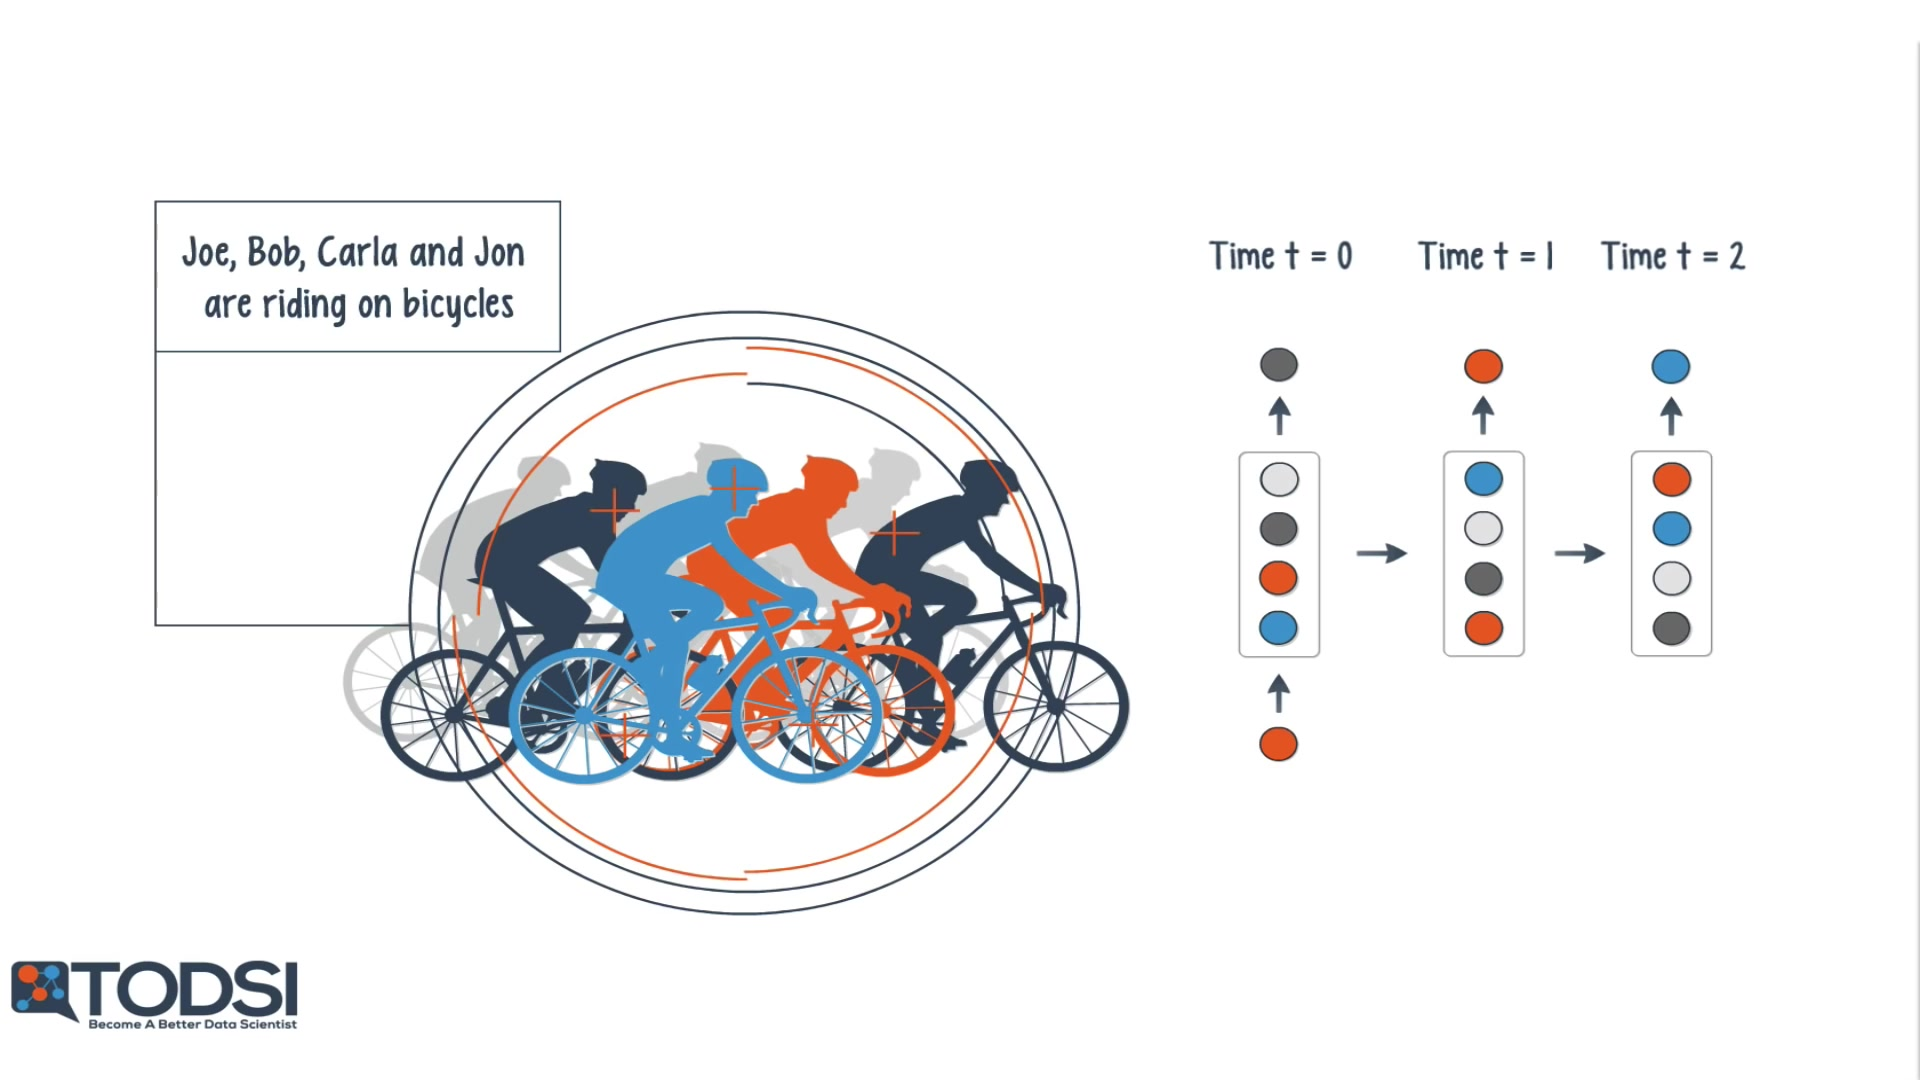 Joe, Bob, Carla and Jon
are riding on bicycles
Time t = 0
Time t = 1
Time t = 2
TODSI
Become A Better Data Scientist